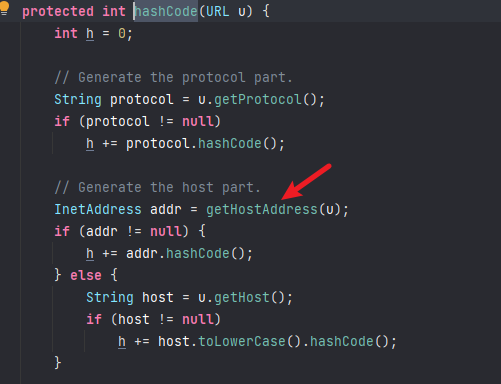 protected int hashCode(URL u) {
int h = 0;
// Generate the protocol part.
String protocol = u.getProtocol();
if (protocol != null)
h += protocol.hashCode();
// Generate the host part.
InetAddress addr = getHostAddress(u);
if (addr != null) {
h += addr.hashCode();
} else {
String host = u.getHost();
if (host != null)
h += host.toLowerCase().hashCode();
}